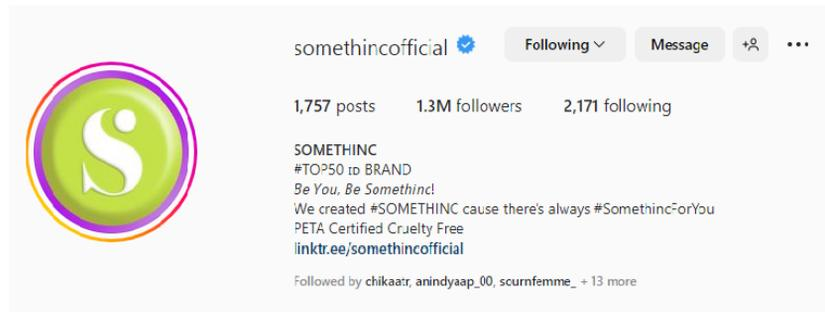 somethincofficial Following Message
1,757 posts 1.3M followers 2,171 following
SOMETHINC
#TOP50 ID BRAND
Be You, Be Somethinc!
We created #SOMETHINC cause there's always #SomethincForYou
PETA Certified Cruelty Free
linktr.ee/somethincofficial
Followed by chikaatr, anindyaap_00, scurnfemme_ + 13 more